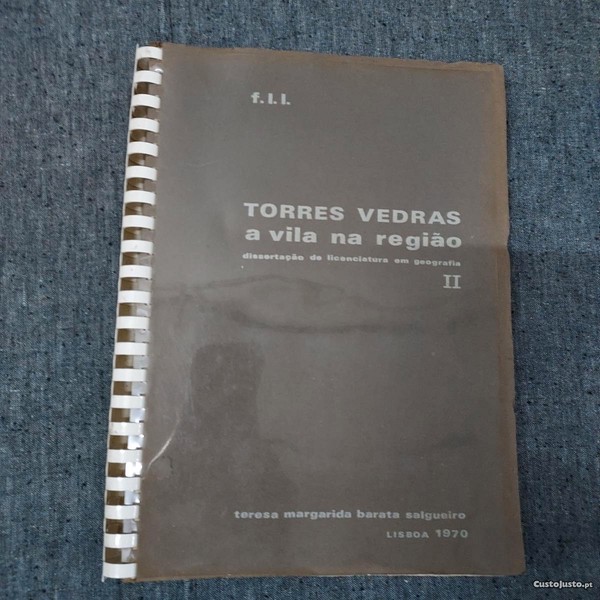 f.l.l.
TORRES VEDRAS
a vila na região
dissertação de licenciatura em geografia
II
teresa margarida barata salgueiro
LISBOA 1970
CustoJusto.pt